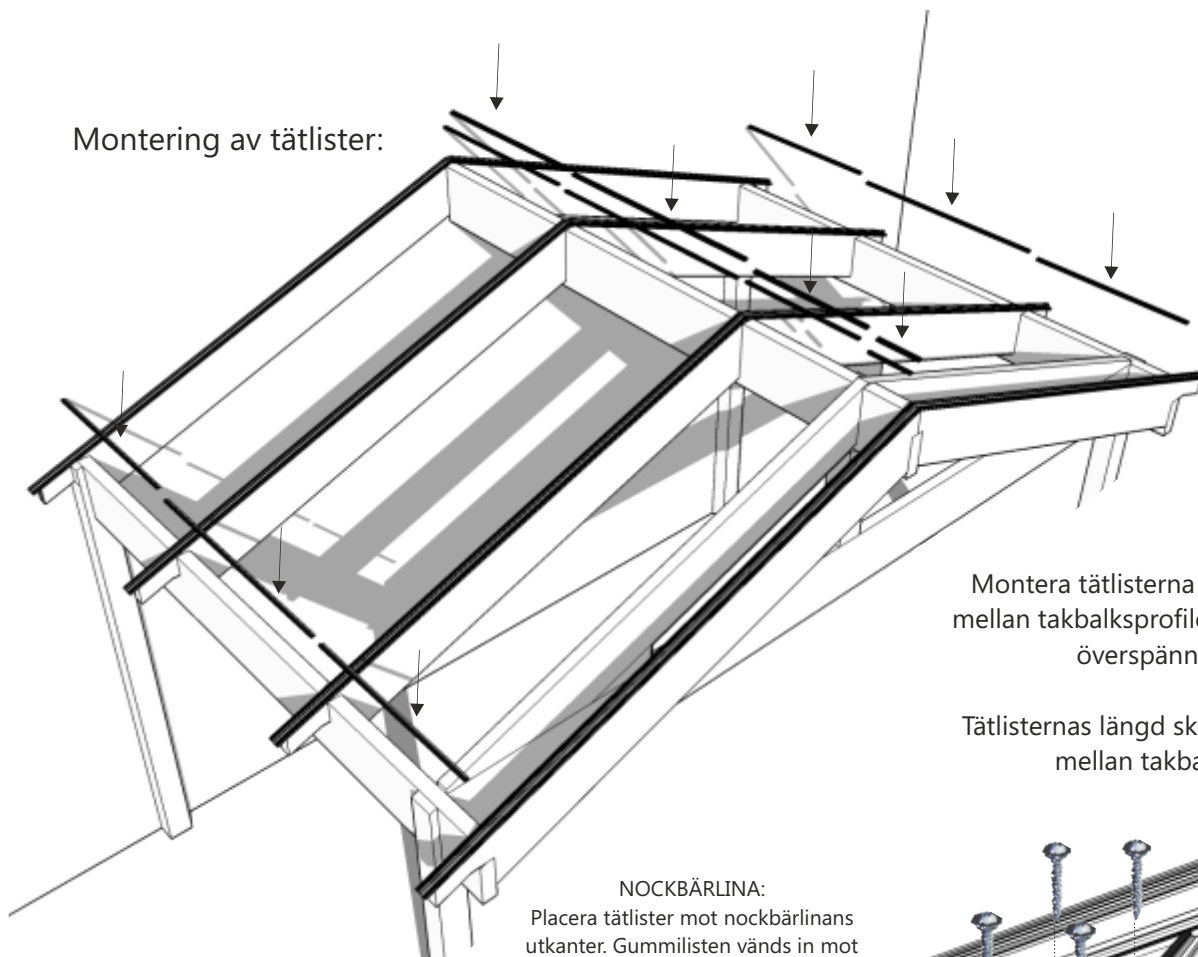 Montering av tätlister:
Montera tätlisterna
mellan takbalksprofil
överspänn
Tätlisternas längd sk
mellan takba
NOCKBÄRLINA:
Placera tätlister mot nockbärlinans
utkanter. Gummilisten vänds in mot